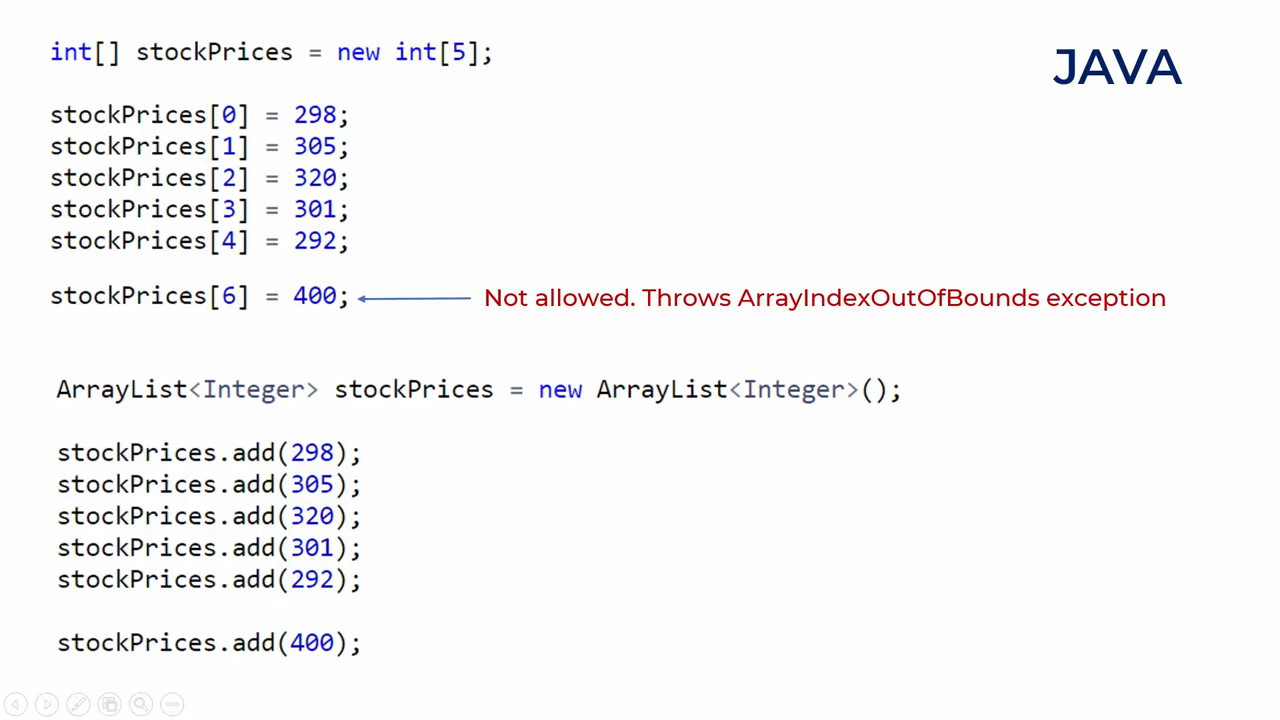 int[] stockPrices = new int[5];
JAVA
stockPrices[0] = 298;
stockPrices[1] = 305;
stockPrices[2] = 320;
stockPrices[3] = 301;
stockPrices[4] = 292;
stockPrices[6] = 400;
Not allowed. Throws ArrayIndexOutOfBounds exception
ArrayList<Integer> stockPrices = new ArrayList<Integer>();
stockPrices.add(298);
stockPrices.add(305);
stockPrices.add(320);
stockPrices.add(301);
stockPrices.add(292);
stockPrices.add(400);